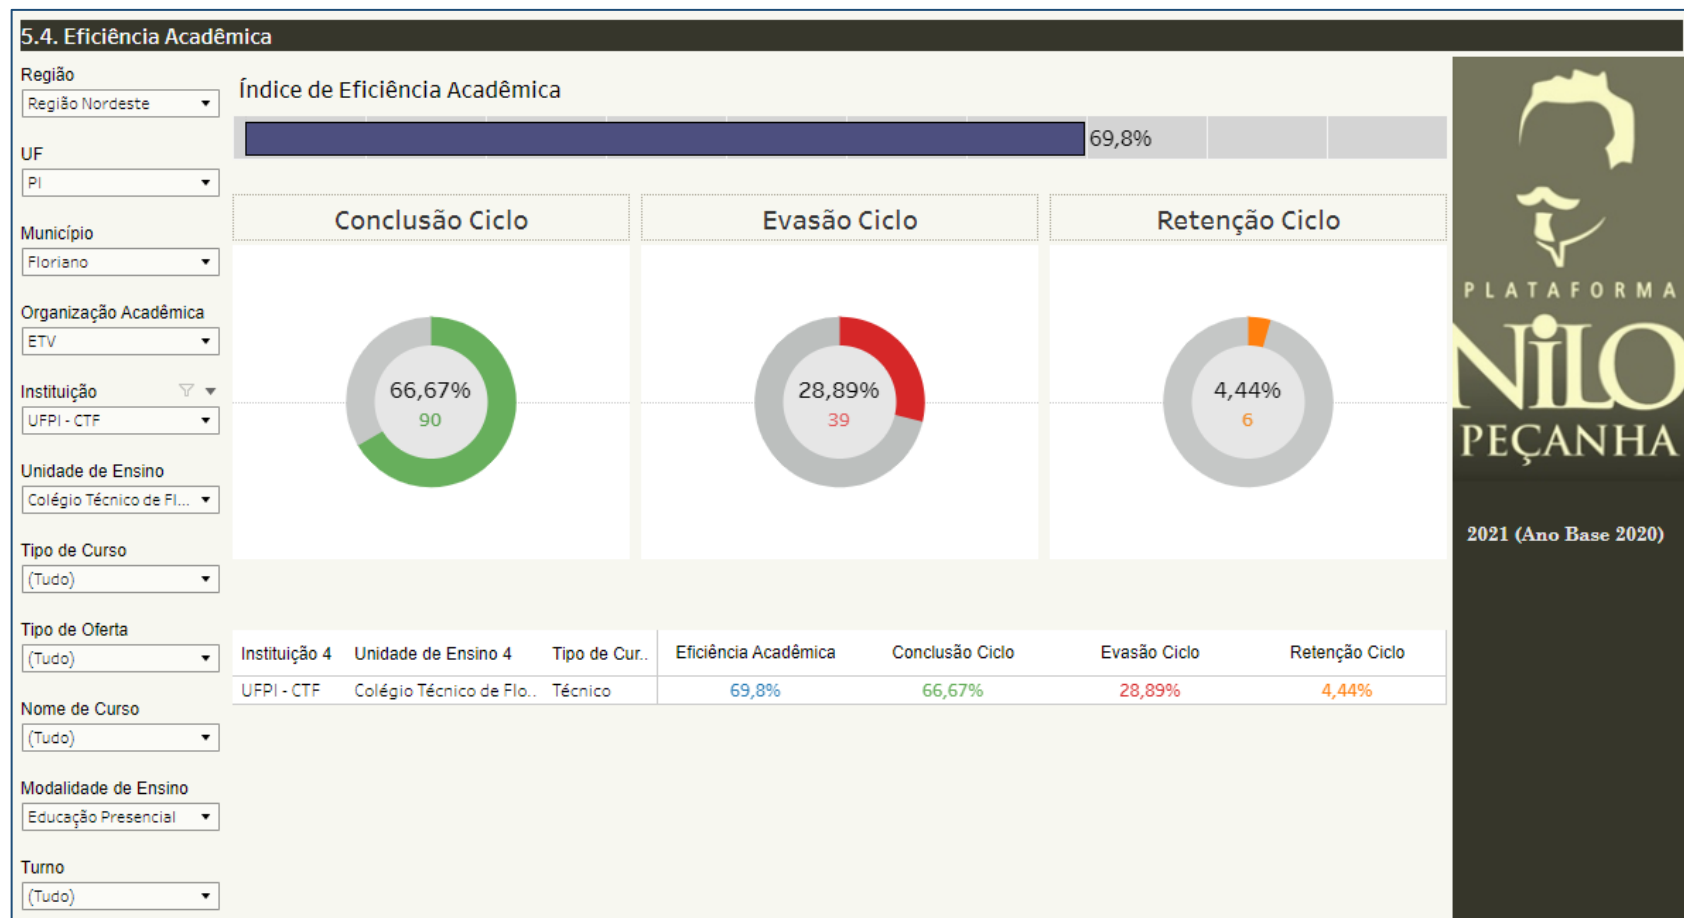 5.4. Eficiência Acadêmica
Região
Região Nordeste
UF
PI
Município
Floriano
Organização Acadêmica
ETV
Instituição
UFPI - CTF
Unidade de Ensino
Colégio Técnico de Fl...
Tipo de Curso
(Tudo)
Tipo de Oferta
(Tudo)
Nome de Curso
(Tudo)
Modalidade de Ensino
Educação Presencial
Turno
(Tudo)
Índice de Eficiência Acadêmica
69,8%
Conclusão Ciclo Evasão Ciclo Retenção Ciclo
66,67% 28,89% 4,44%
90 39 6
Instituição 4 Unidade de Ensino 4 Tipo de Cur.. Eficiência Acadêmica Conclusão Ciclo Evasão Ciclo Retenção Ciclo
UFPI - CTF Colégio Técnico de Flo.. Técnico 69,8% 66,67% 28,89% 4,44%
PLATAFORMA
NiLO
PEÇANHA
2021 (Ano Base 2020)